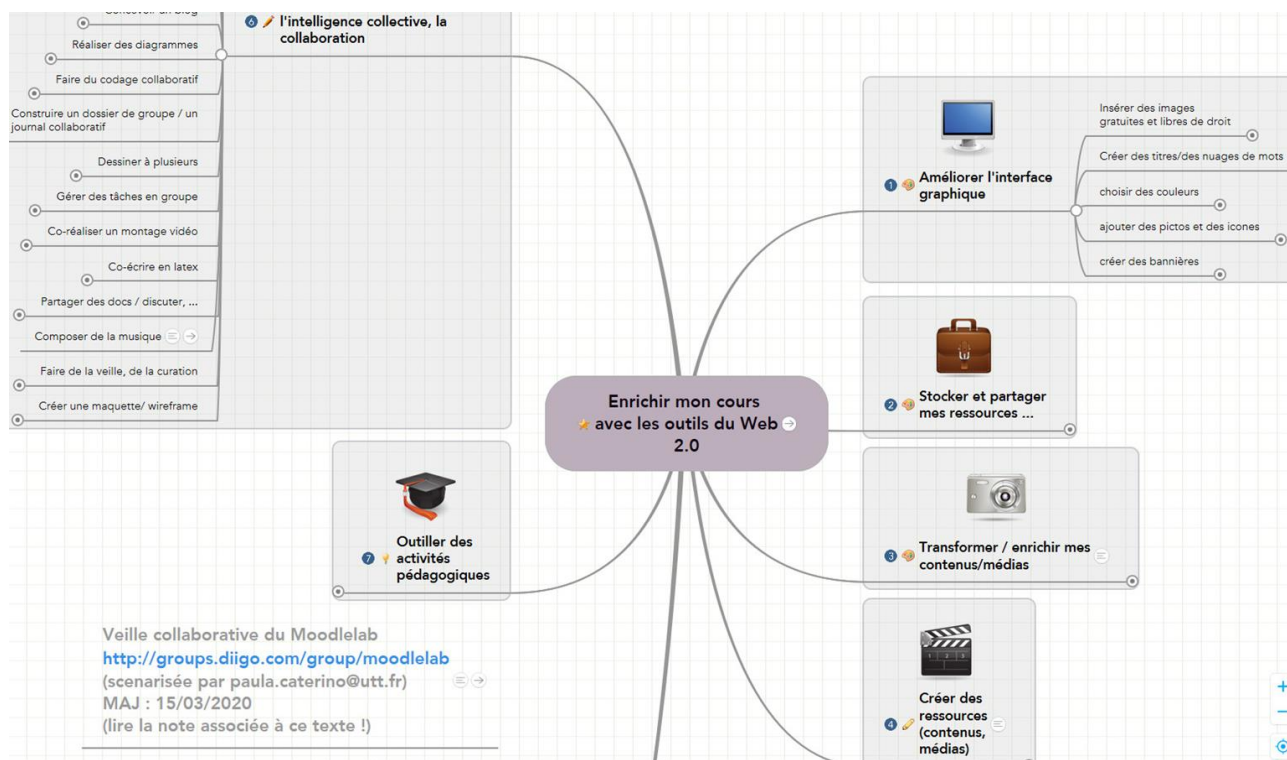 Concevoir un blog
Réaliser des diagrammes
Faire du codage collaboratif
Construire un dossier de groupe / un
journal collaboratif
Dessiner à plusieurs
Gérer des tâches en groupe
Co-réaliser un montage vidéo
Co-écrire en latex
Partager des docs / discuter, ...
Composer de la musique
Faire de la veille, de la curation
Créer une maquette/ wireframe
6 l'intelligence collective, la
collaboration
1 Améliorer l'interface
graphique
Insérer des images
gratuites et libres de droit
Créer des titres/des nuages de mots
choisir des couleurs
ajouter des pictos et des icones
créer des bannières
2 Stocker et partager
mes ressources ...
Enrichir mon cours
avec les outils du Web
2.0
3 Transformer / enrichir mes
contenus/médias
7 Outiller des
activités
pédagogiques
4 Créer des
ressources
(contenus,
médias)
Veille collaborative du Moodlelab
http://groups.diigo.com/group/moodlelab
(scenarisée par paula.caterino@utt.fr)
MAJ : 15/03/2020
(lire la note associée à ce texte !)